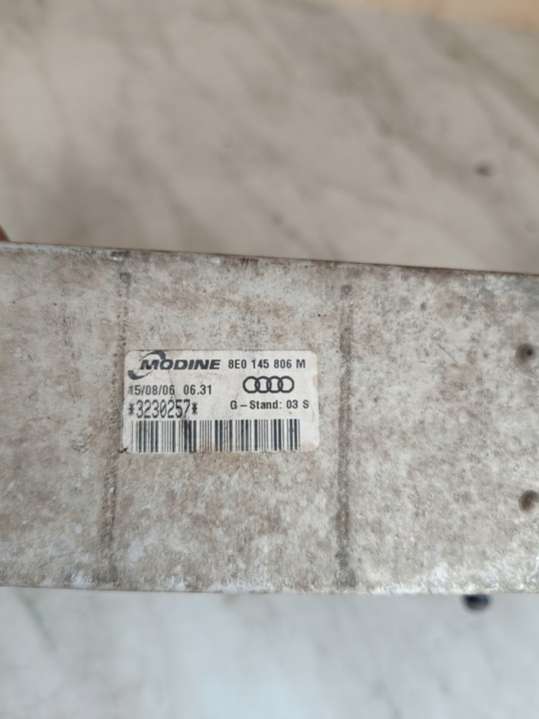 MODINE 8E0 145 806 M
15/08/06 06.31
*3230257* G-Stand: 03 S